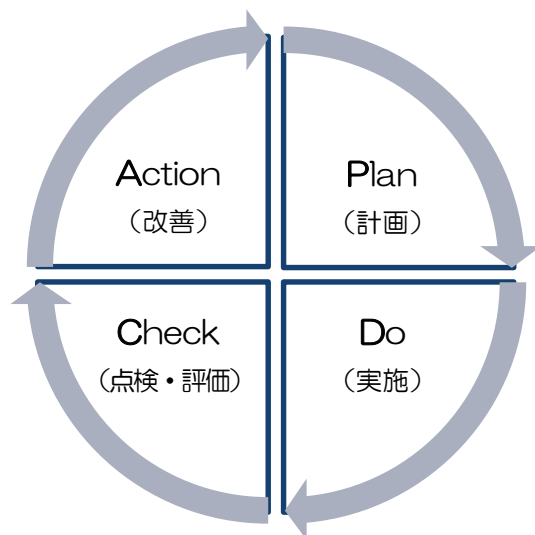 Action
（改善）
Plan
（計画）
Check
（点検・評価）
Do
（実施）